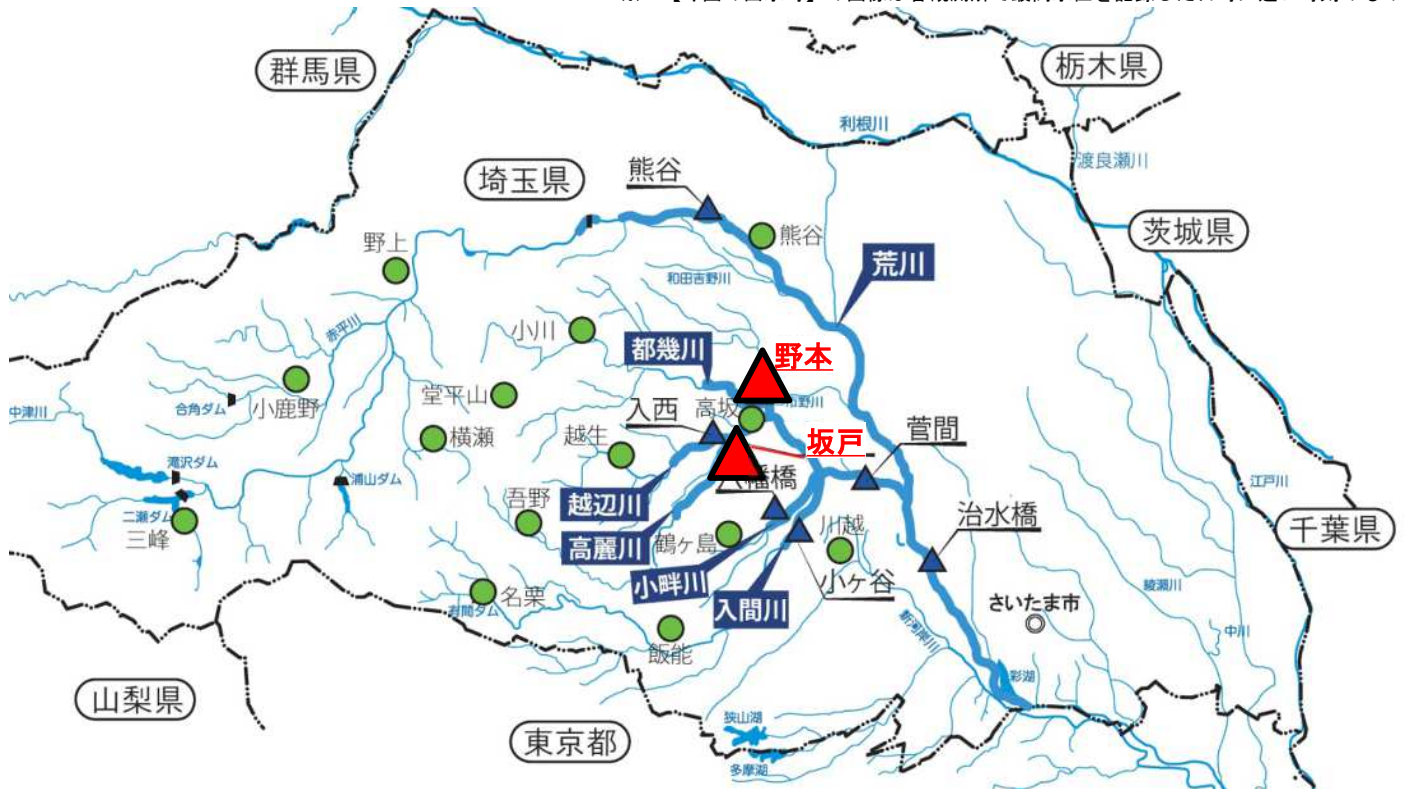 群馬県
栃木県
利根川
渡良瀬川
埼玉県
熊谷
茨城県
野上
熊谷
荒川
和田吉野川
赤平川
小川
都幾川
野本
堂平山
小鹿野
合角ダム
中津川
入西
高坂
市野川
菅間
横瀬
越生
坂戸
滝沢ダム
浦山ダム
八幡橋
江戸川
越辺川
吾野
二瀬ダム
三峰
治水橋
千葉県
高麗川
鶴ヶ島
川越
小畔川
小ヶ谷
綾瀬川
名栗
入間川
さいたま市
有間ダム
新河岸川
中川
飯能
彩湖
山梨県
東京都
狭山湖
多摩湖